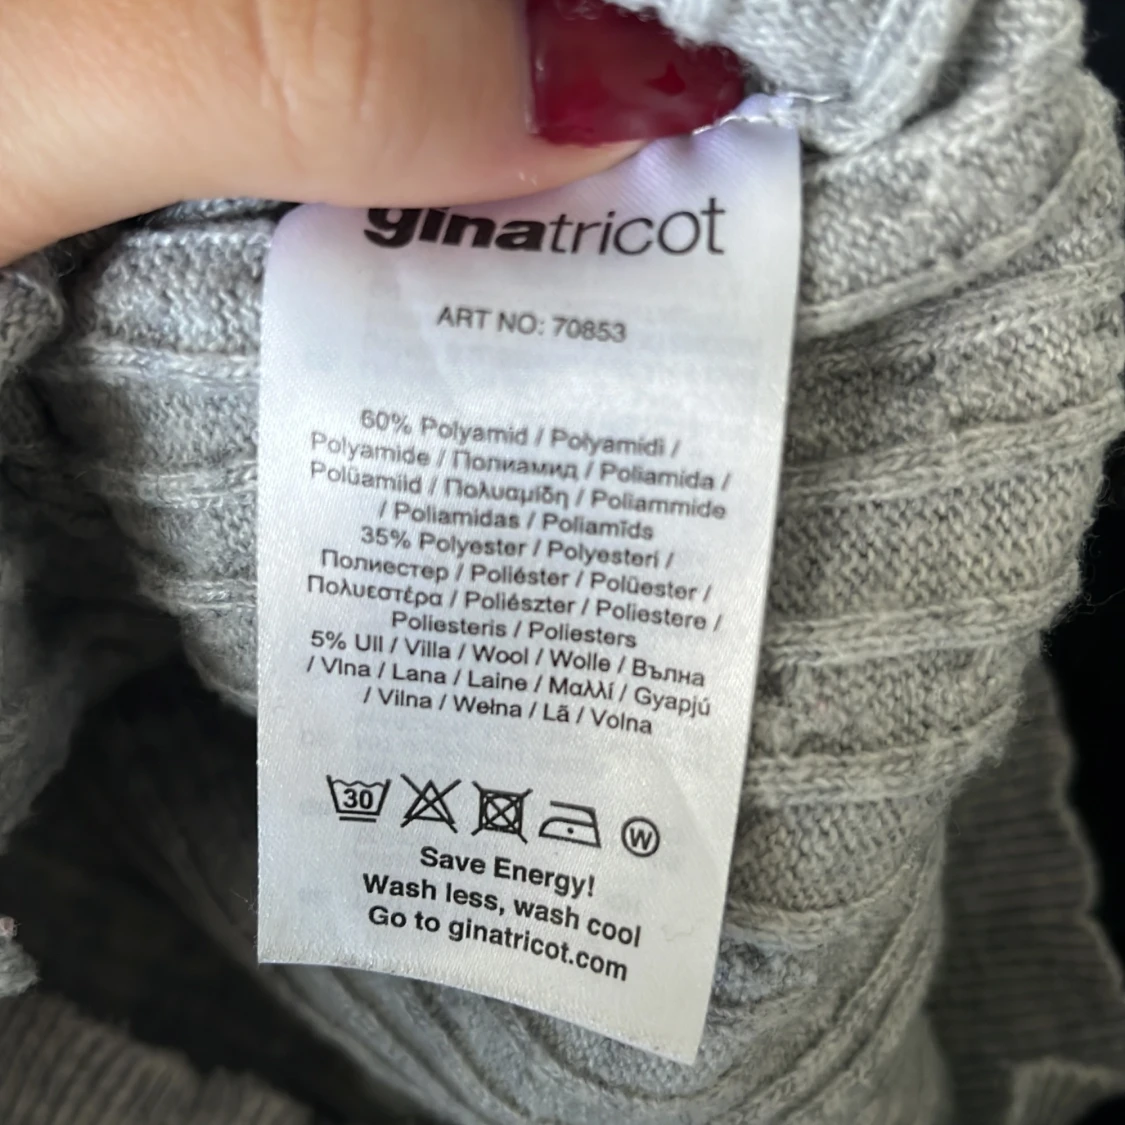 ginatricot
ART NO: 70853
60% Polyamid / Polyamidi /
Polyamide / Полиамид / Poliamida /
Polüamiid / Πολυαμίδη / Poliammide
/ Poliamidas / Poliamīds
35% Polyester / Polyesteri /
Полиестер / Poliéster / Polüester /
Πολυεστέρα / Poliészter / Poliestere /
Poliesteris / Poliesters
5% Ull / Villa / Wool / Wolle / Вълна
/ Vlna / Lana / Laine / Μαλλί / Gyapjú
/ Vilna / Wełna / Lã / Volna
30 W
Save Energy!
Wash less, wash cool
Go to ginatricot.com